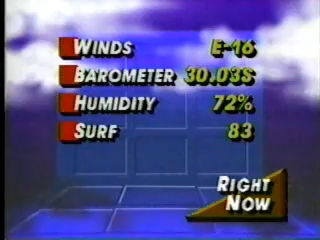 WINDS E-16
BAROMETER 30.03S
HUMIDITY 72%
SURF 83
RIGHT
NOW